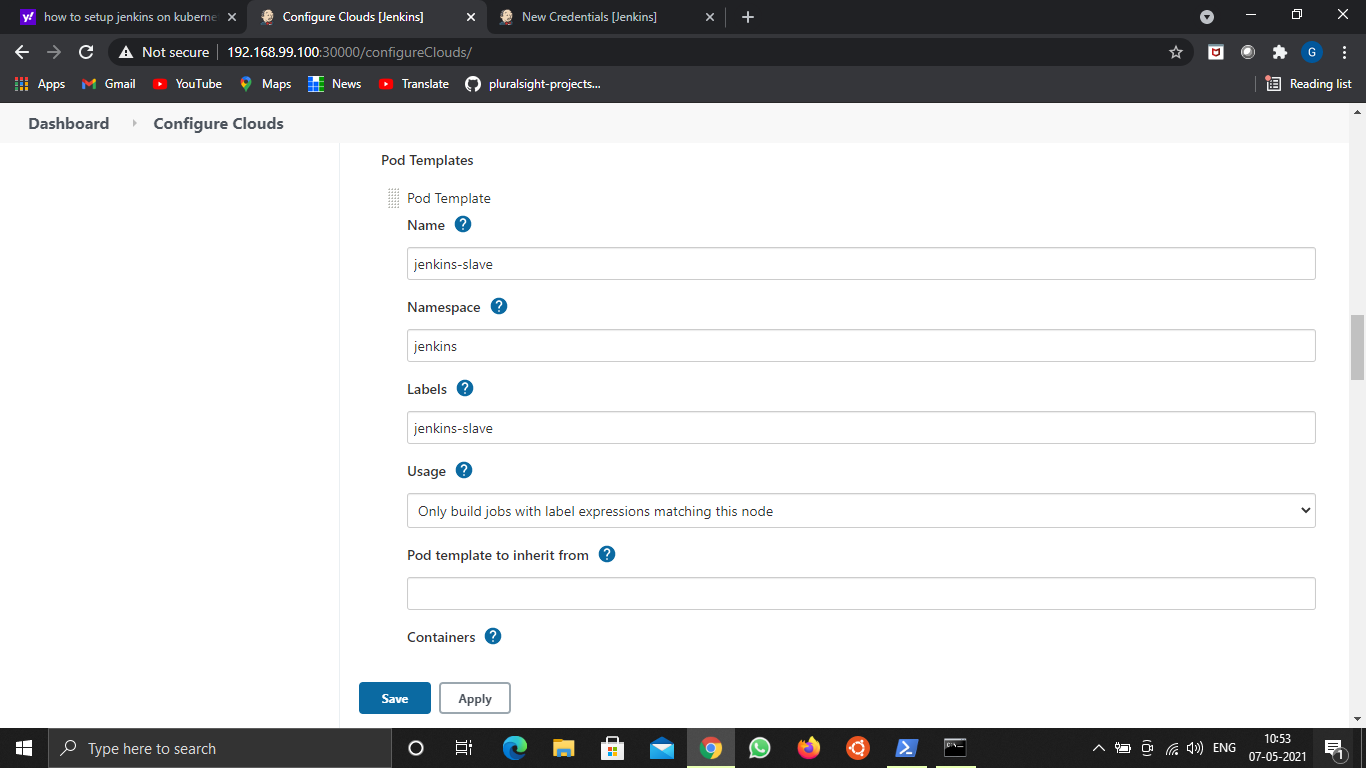 how to setup jenkins on kuberne
Configure Clouds [Jenkins]
New Credentials [Jenkins]
Not secure
192.168.99.100:30000/configureClouds/
G
Apps
Gmail
YouTube
Maps
News
Translate
pluralsight-projects...
Reading list
Dashboard
Configure Clouds
Pod Templates
Pod Template
Name ?
jenkins-slave
Namespace ?
jenkins
Labels ?
jenkins-slave
Usage ?
Only build jobs with label expressions matching this node
Pod template to inherit from ?
Containers ?
Save
Apply
Type here to search
ENG
10:53
07-05-2021
1